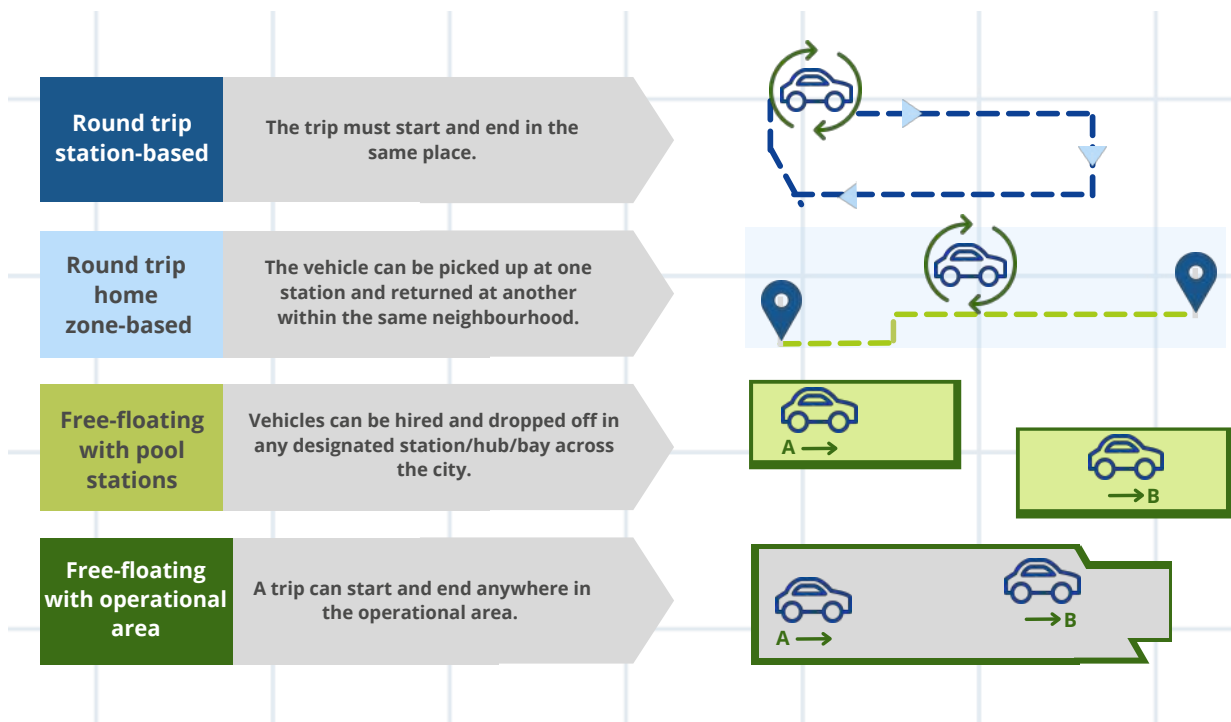 Round trip
station-based
The trip must start and end in the
same place.
Round trip
home
zone-based
The vehicle can be picked up at one
station and returned at another
within the same neighbourhood.
Free-floating
with pool
stations
Vehicles can be hired and dropped off in
any designated station/hub/bay across
the city.
A
B
Free-floating
with operational
area
A trip can start and end anywhere in
the operational area.
A
B